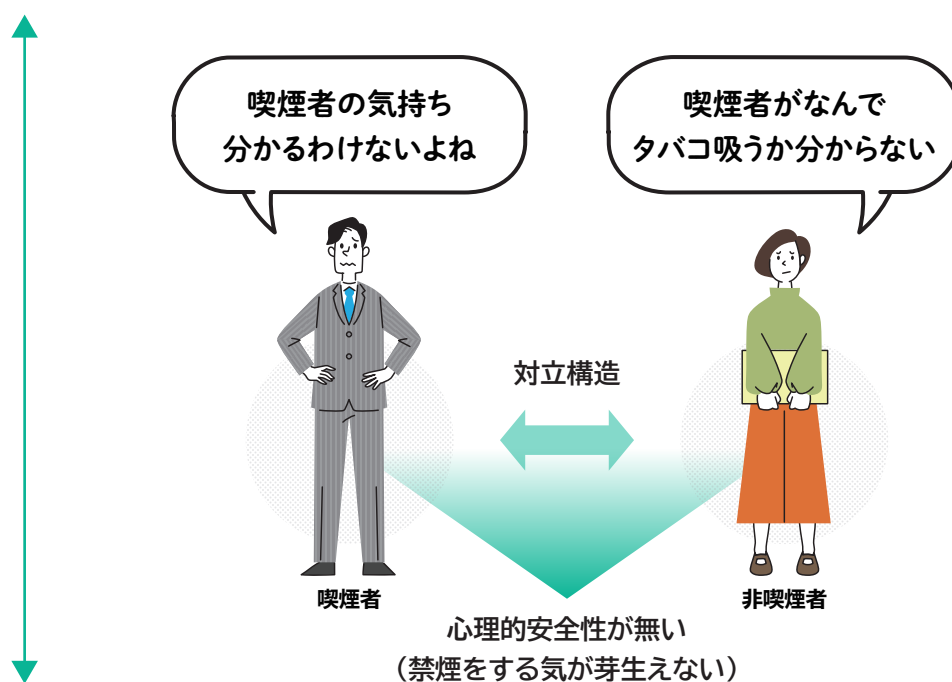 喫煙者の気持ち
分かるわけないよね
喫煙者がなんで
タバコ吸うか分からない
対立構造
喫煙者
非喫煙者
心理的安全性が無い
（禁煙をする気が芽生えない）